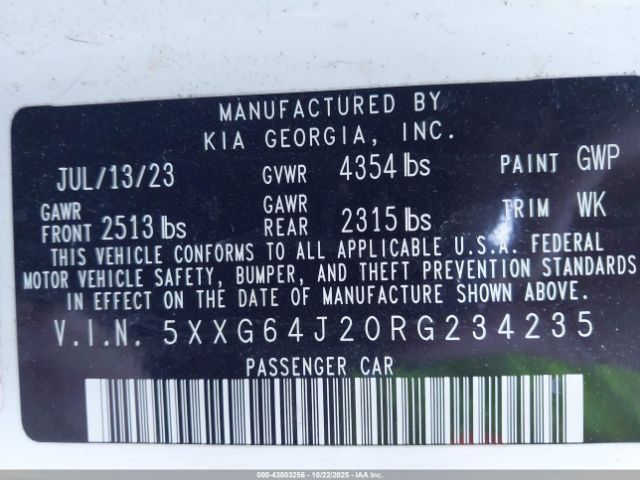 MANUFACTURED BY
KIA GEORGIA, INC.
JUL/13/23 GVWR 4354 lbs PAINT GWP
GAWR FRONT 2513 lbs GAWR REAR 2315 lbs TRIM WK
THIS VEHICLE CONFORMS TO ALL APPLICABLE U.S.A. FEDERAL
MOTOR VEHICLE SAFETY, BUMPER, AND THEFT PREVENTION STANDARDS
IN EFFECT ON THE DATE OF MANUFACTURE SHOWN ABOVE.
V.I.N. 5XXG64J20RG234235
PASSENGER CAR
000-43503256 - 10/22/2025 - © IAA Inc. All Rights Reserved